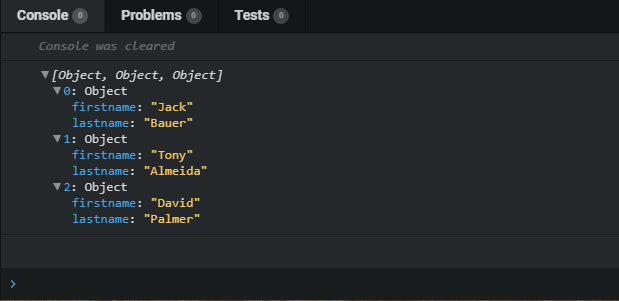 Console 0 Problems 0 Tests 0
Console was cleared
▼[Object, Object, Object]
▼0: Object
firstname: "Jack"
lastname: "Bauer"
▼1: Object
firstname: "Tony"
lastname: "Almeida"
▼2: Object
firstname: "David"
lastname: "Palmer"
›